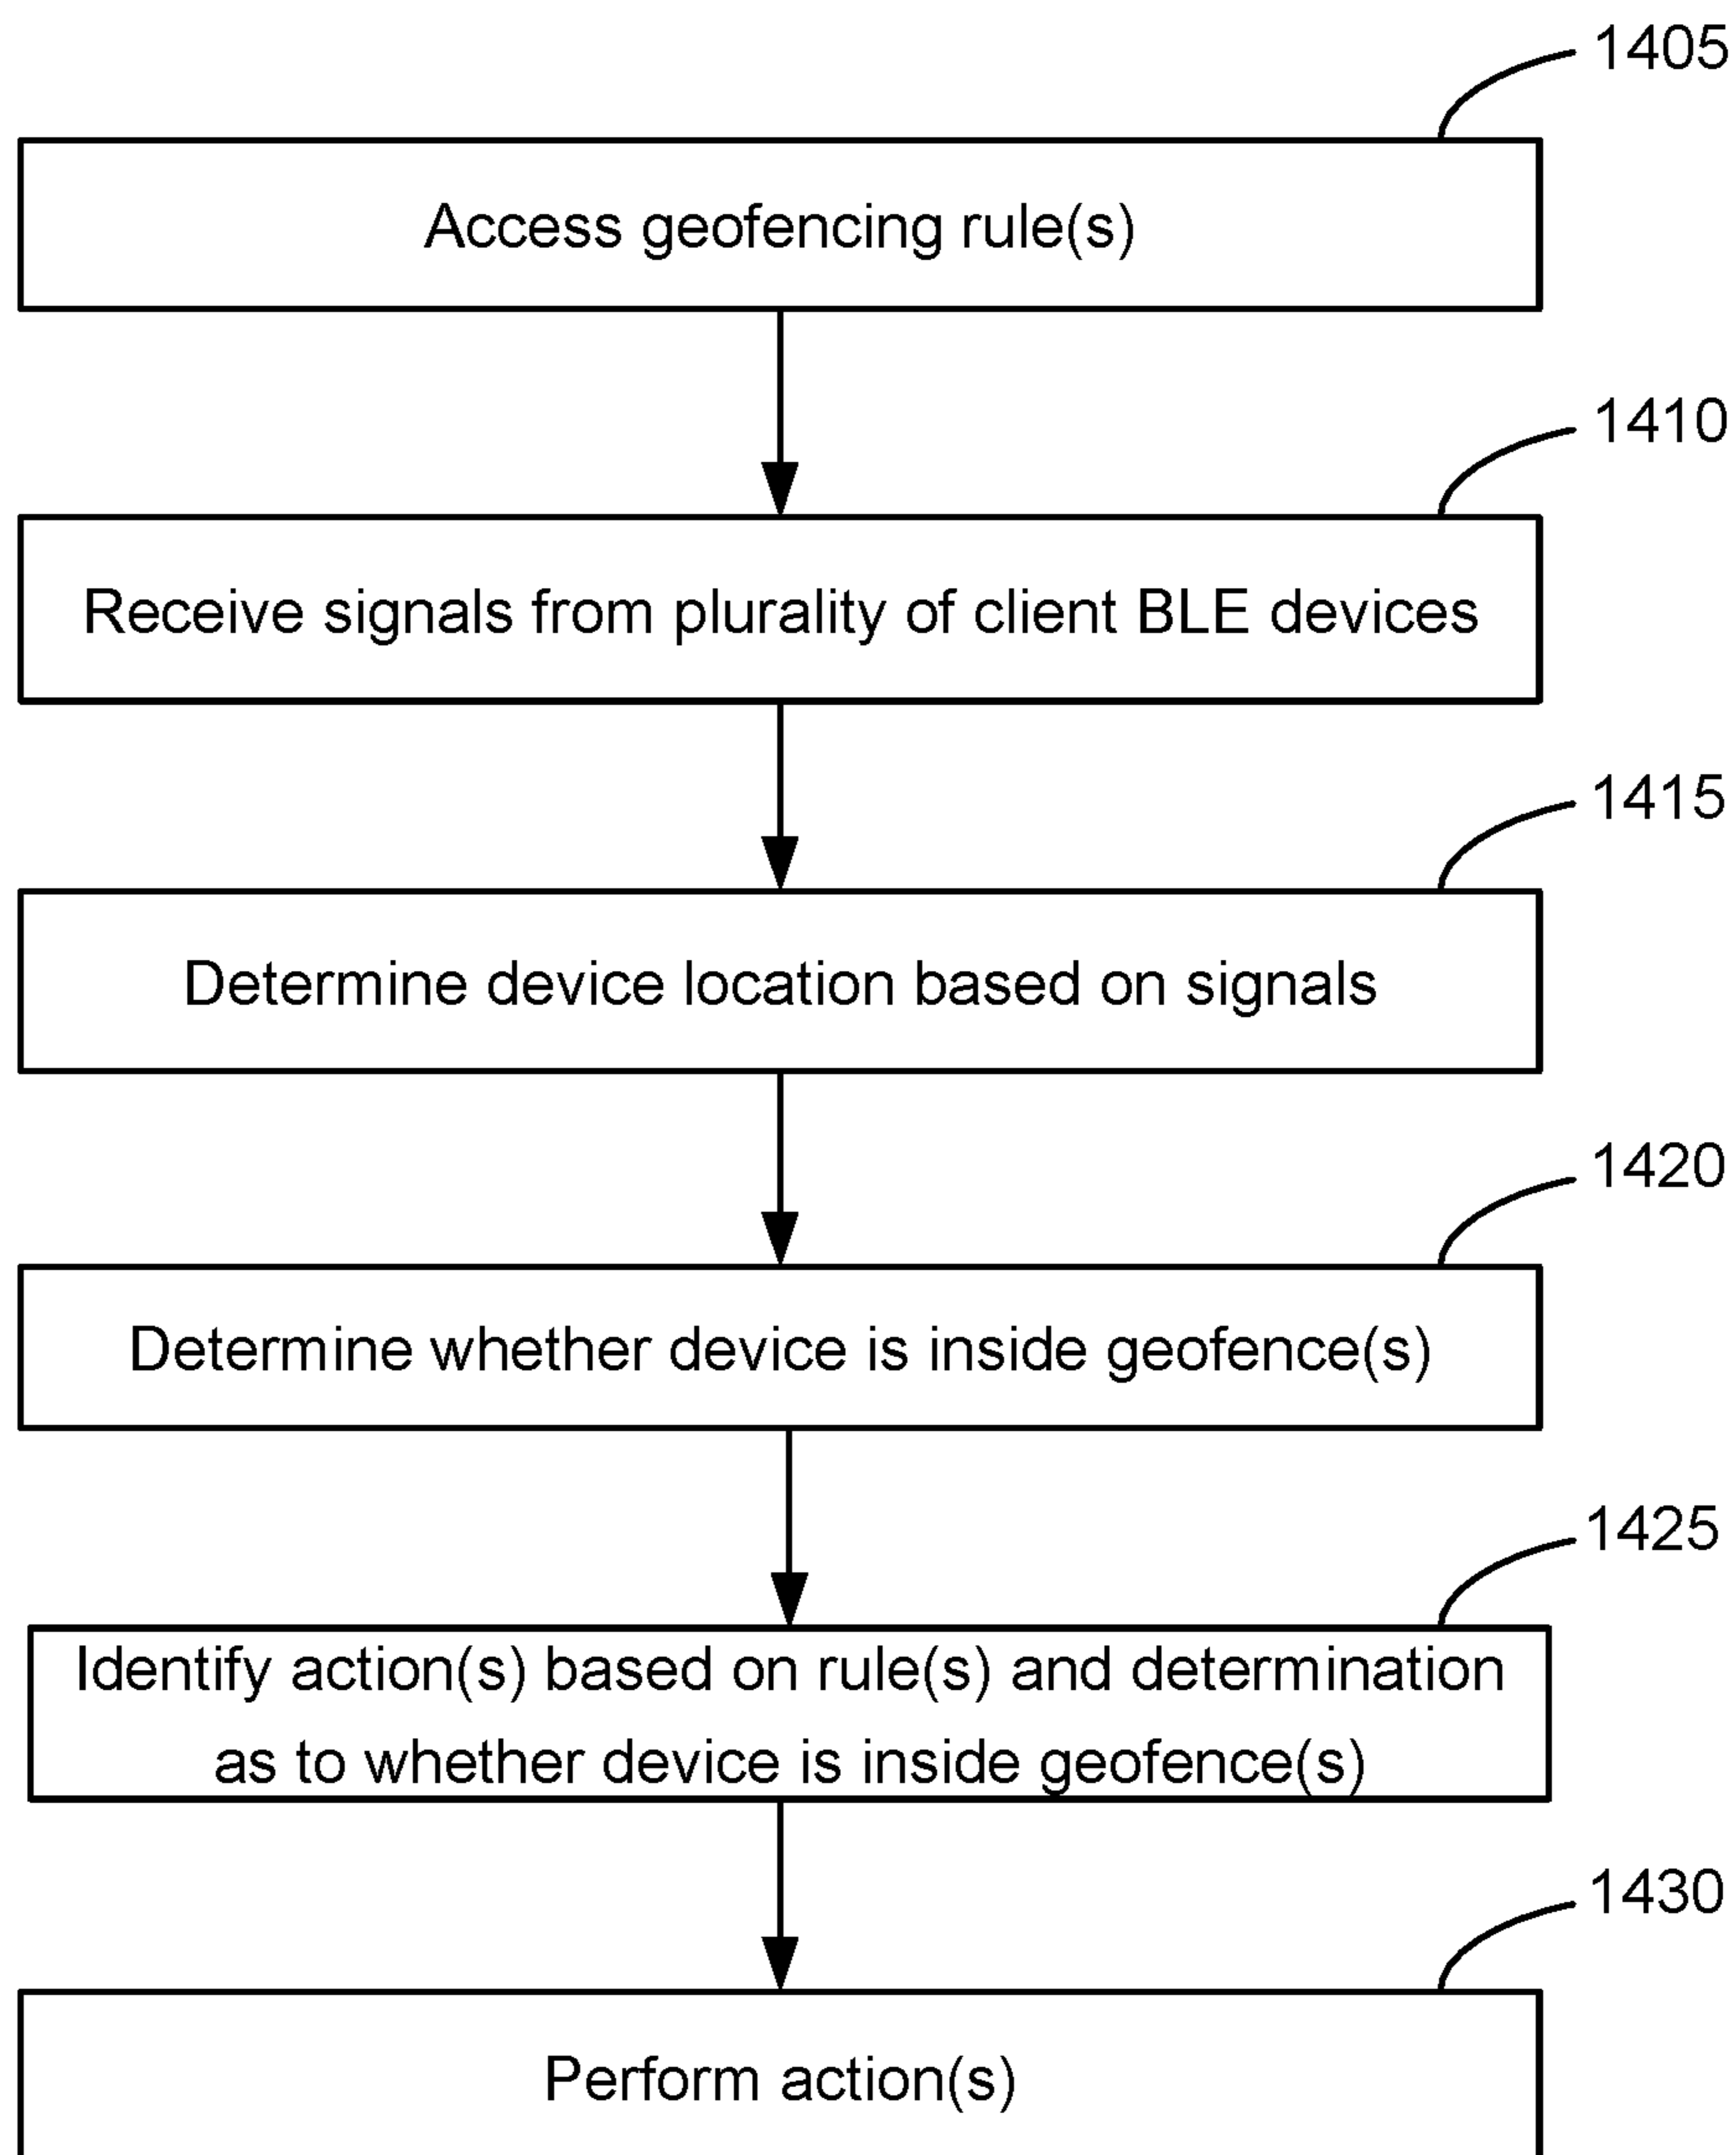 1405
Access geofencing rule(s)
1410
Receive signals from plurality of client BLE devices
1415
Determine device location based on signals
1420
Determine whether device is inside geofence(s)
1425
Identify action(s) based on rule(s) and determination
as to whether device is inside geofence(s)
1430
Perform action(s)